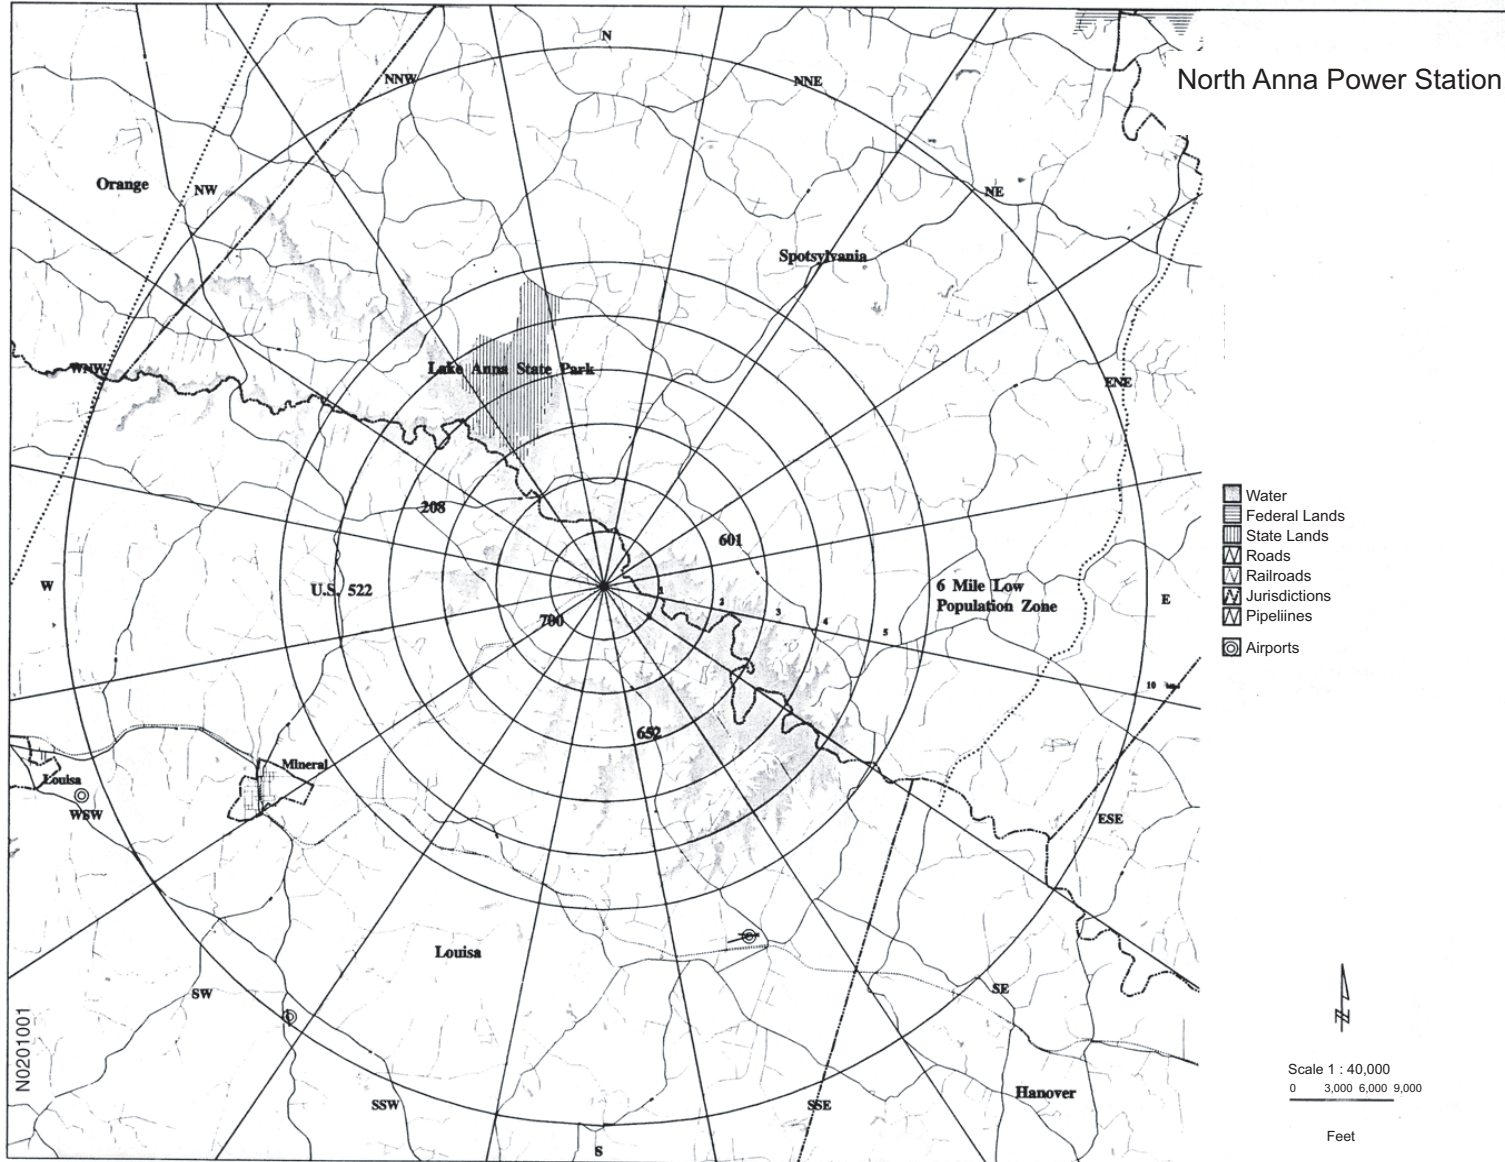 N
NNW
NNE
North Anna Power Station
Orange
NW
NE
Spotsylvania
WNW
Lake Anna State Park
ENE
208
601
W
U.S. 522
6 Mile Low
Population Zone
E
700
1
2
3
4
5
10
652
Water
Federal Lands
State Lands
Roads
Railroads
Jurisdictions
Pipeliines
Airports
Mineral
Louisa
WSW
ESE
Louisa
SW
SE
N0201001
SSW
SSE
Hanover
S
N
Scale 1 : 40,000
0 3,000 6,000 9,000
Feet